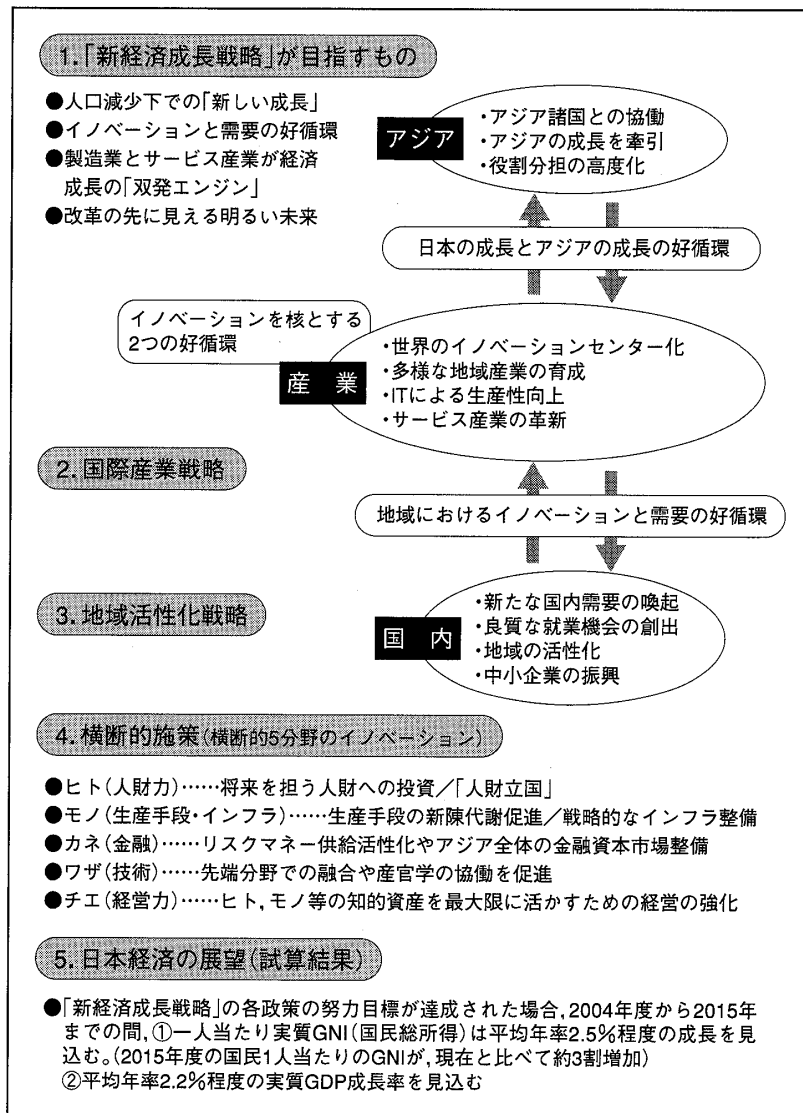 1.「新経済成長戦略」が目指すもの
●人口減少下での「新しい成長」
●イノベーションと需要の好循環
●製造業とサービス産業が経済
成長の「双発エンジン」
●改革の先に見える明るい未来
アジア
・アジア諸国との協働
・アジアの成長を牽引
・役割分担の高度化
日本の成長とアジアの成長の好循環
イノベーションを核とする
2つの好循環
産 業
・世界のイノベーションセンター化
・多様な地域産業の育成
・ITによる生産性向上
・サービス産業の革新
2.国際産業戦略
地域におけるイノベーションと需要の好循環
3.地域活性化戦略
国 内
・新たな国内需要の喚起
・良質な就業機会の創出
・地域の活性化
・中小企業の振興
4.横断的施策(横断的5分野のイノベーション)
●ヒト(人財力)……将来を担う人財への投資/「人財立国」
●モノ(生産手段・インフラ)……生産手段の新陳代謝促進/戦略的なインフラ整備
●カネ(金融)……リスクマネー供給活性化やアジア全体の金融資本市場整備
●ワザ(技術)……先端分野での融合や産官学の協働を促進
●チエ(経営力)……ヒト,モノ等の知的資産を最大限に活かすための経営の強化
5.日本経済の展望(試算結果)
●「新経済成長戦略」の各政策の努力目標が達成された場合,2004年度から2015年
までの間,①一人当たり実質GNI(国民総所得)は平均年率2.5%程度の成長を見
込む。(2015年度の国民1人当たりのGNIが,現在と比べて約3割増加)
②平均年率2.2%程度の実質GDP成長率を見込む